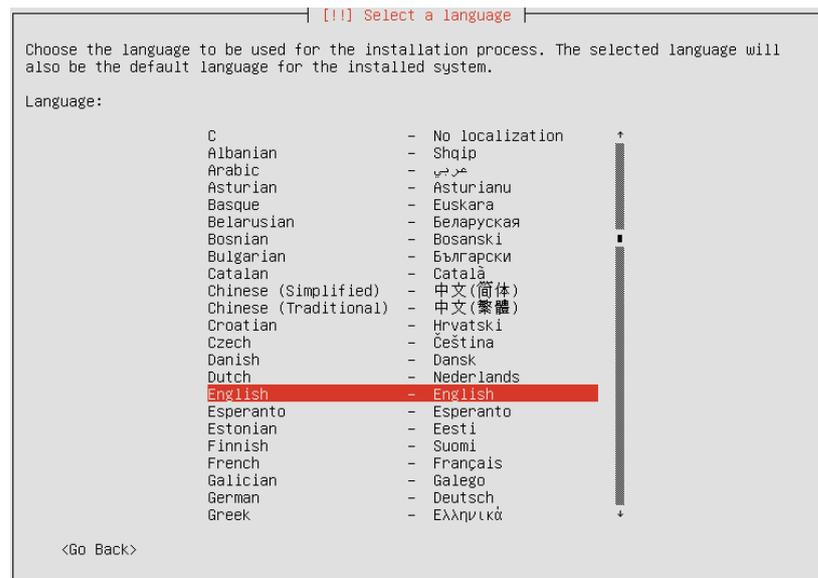 [!!] Select a language
Choose the language to be used for the installation process. The selected language will
also be the default language for the installed system.
Language:
C - No localization
Albanian - Shqip
Arabic - عربي
Asturian - Asturianu
Basque - Euskara
Belarusian - Беларуская
Bosnian - Bosanski
Bulgarian - Български
Catalan - Català
Chinese (Simplified) - 中文(简体)
Chinese (Traditional) - 中文(繁體)
Croatian - Hrvatski
Czech - Čeština
Danish - Dansk
Dutch - Nederlands
English - English
Esperanto - Esperanto
Estonian - Eesti
Finnish - Suomi
French - Français
Galician - Galego
German - Deutsch
Greek - Ελληνικά
<Go Back>